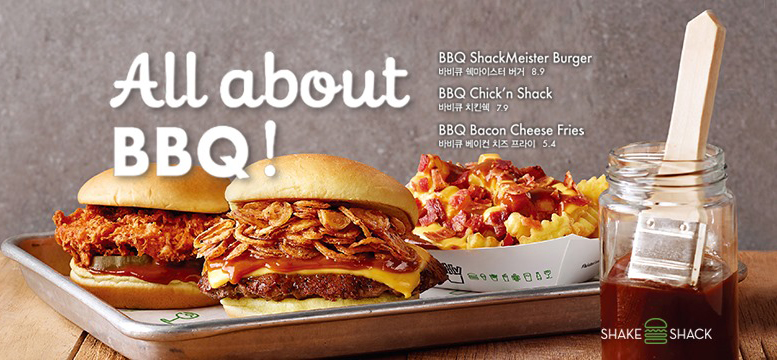 All about
BBQ!
BBQ ShackMeister Burger
바비큐 쉑마이스터 버거 8.9
BBQ Chick'n Shack
바비큐 치킨쉑 7.9
BBQ Bacon Cheese Fries
바비큐 베이컨 치즈 프라이 5.4
SHAKE SHACK